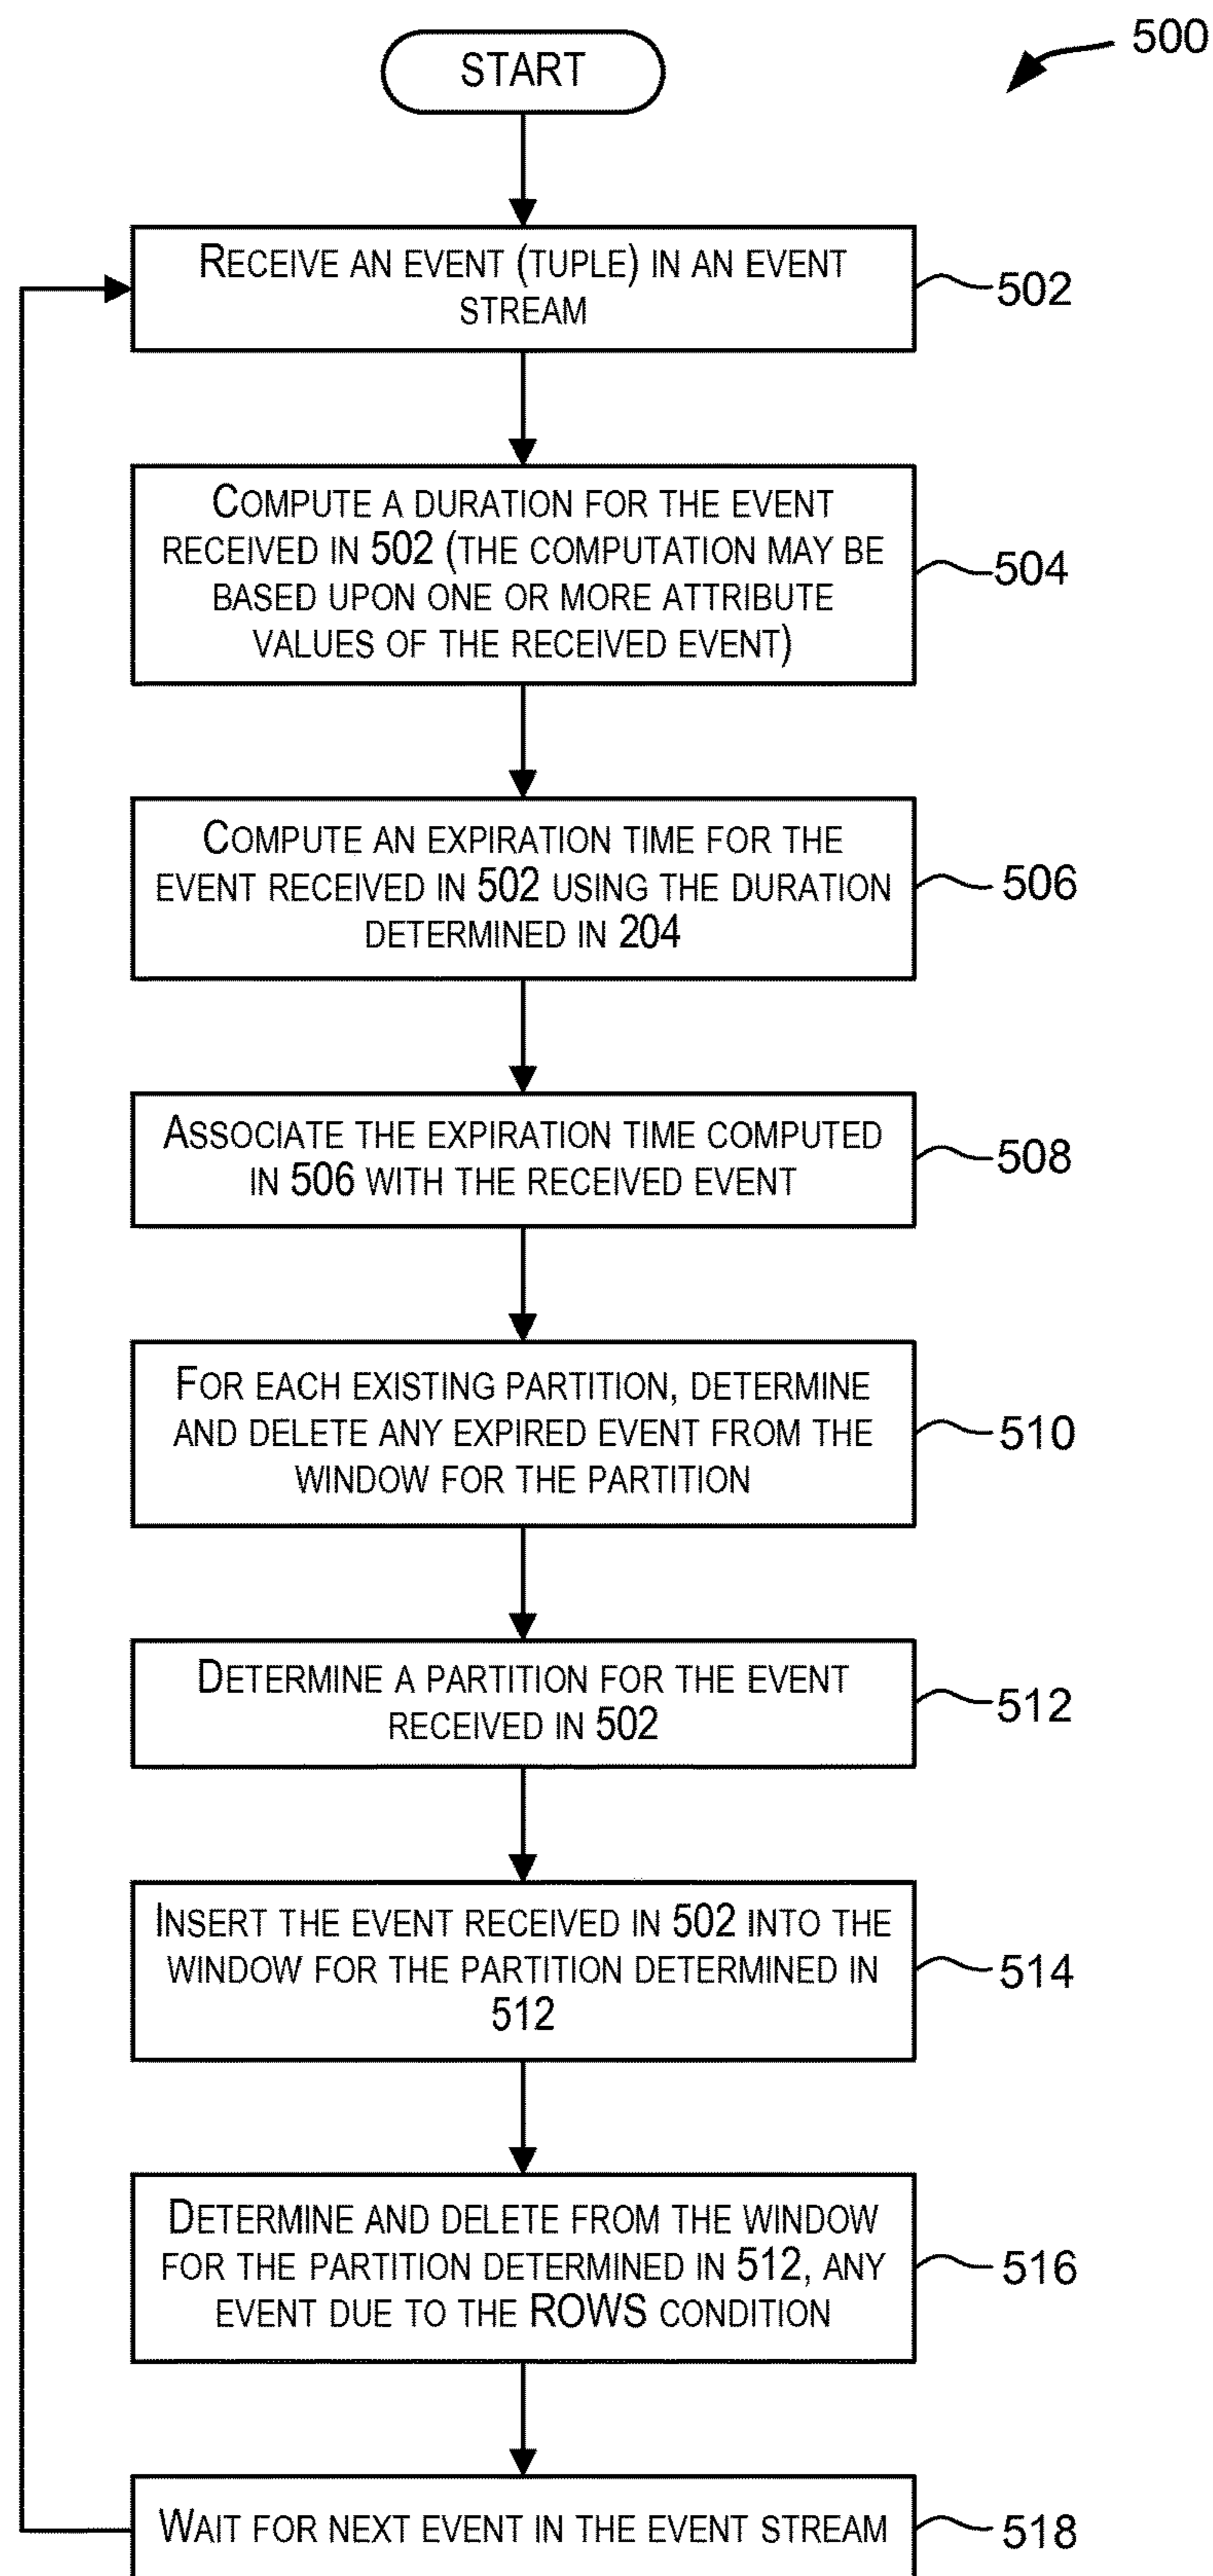 START
500
RECEIVE AN EVENT (TUPLE) IN AN EVENT
STREAM
502
COMPUTE A DURATION FOR THE EVENT
RECEIVED IN 502 (THE COMPUTATION MAY BE
BASED UPON ONE OR MORE ATTRIBUTE
VALUES OF THE RECEIVED EVENT)
504
COMPUTE AN EXPIRATION TIME FOR THE
EVENT RECEIVED IN 502 USING THE DURATION
DETERMINED IN 204
506
ASSOCIATE THE EXPIRATION TIME COMPUTED
IN 506 WITH THE RECEIVED EVENT
508
FOR EACH EXISTING PARTITION, DETERMINE
AND DELETE ANY EXPIRED EVENT FROM THE
WINDOW FOR THE PARTITION
510
DETERMINE A PARTITION FOR THE EVENT
RECEIVED IN 502
512
INSERT THE EVENT RECEIVED IN 502 INTO THE
WINDOW FOR THE PARTITION DETERMINED IN
512
514
DETERMINE AND DELETE FROM THE WINDOW
FOR THE PARTITION DETERMINED IN 512, ANY
EVENT DUE TO THE ROWS CONDITION
516
WAIT FOR NEXT EVENT IN THE EVENT STREAM
518